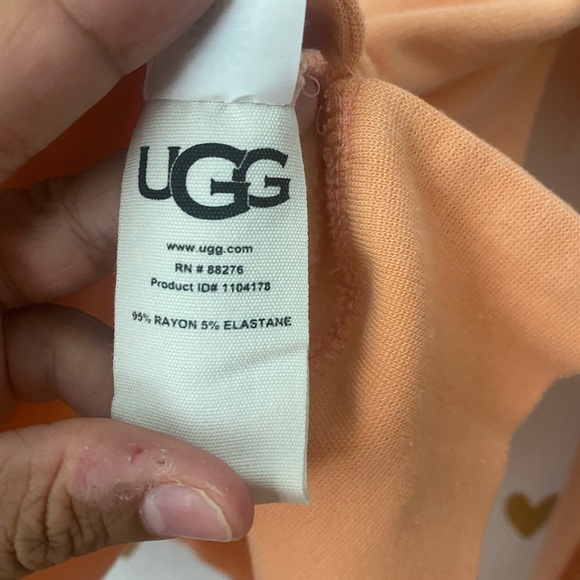 UGG
www.ugg.com
RN # 88276
Product ID# 1104178
95% RAYON 5% ELASTANE